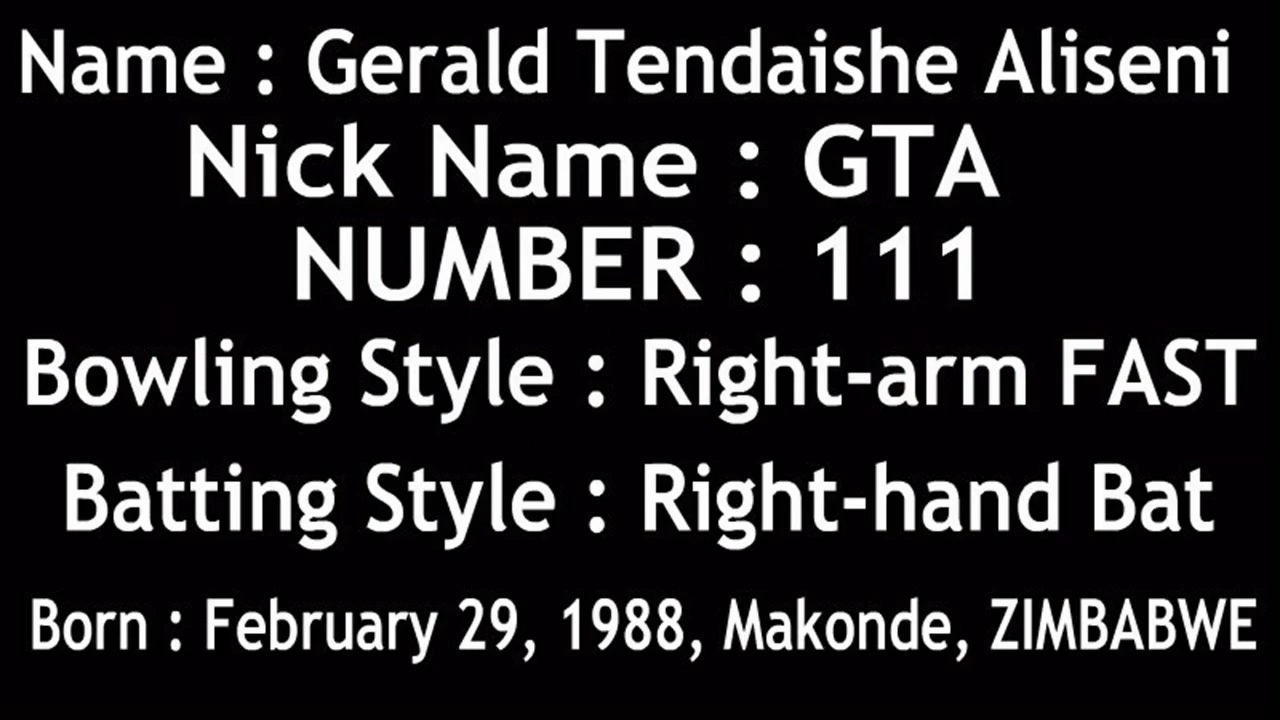 Name : Gerald Tendaishe Aliseni
Nick Name : GTA
NUMBER : 111
Bowling Style : Right-arm FAST
Batting Style : Right-hand Bat
Born : February 29, 1988, Makonde, ZIMBABWE